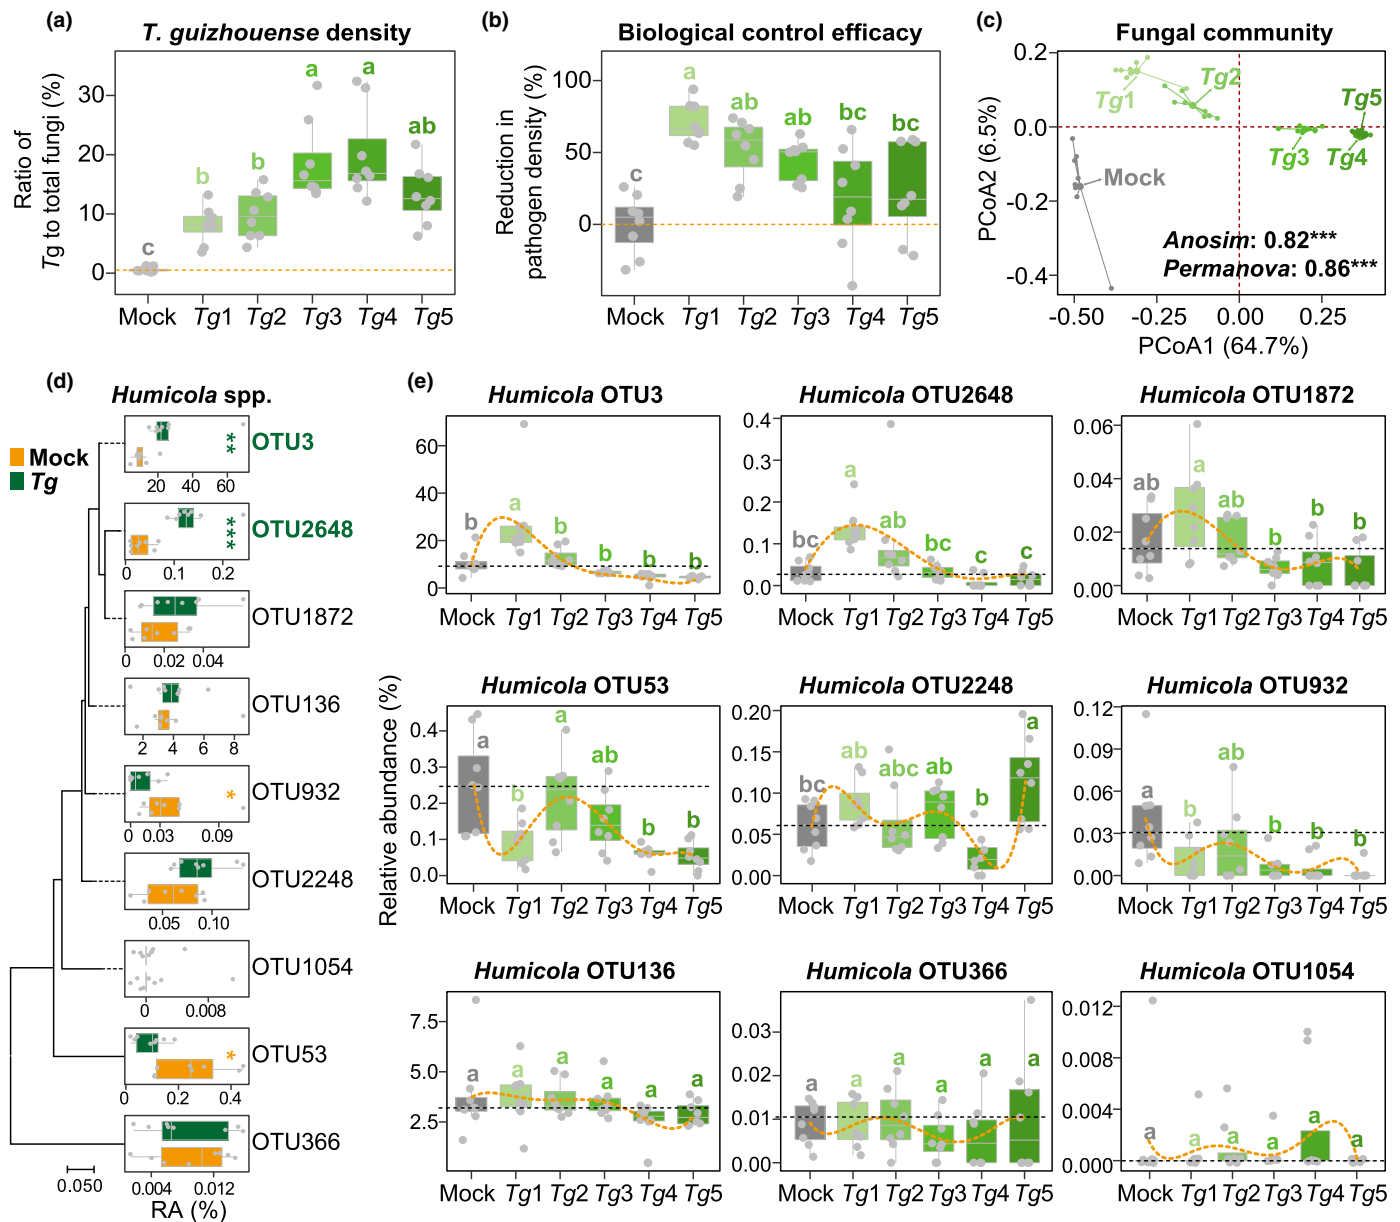 (a)
T. guizhouense density
Ratio of
Tg to total fungi (%)
30
20
10
0
c
b
b
a
a
ab
Mock Tg1 Tg2 Tg3 Tg4 Tg5
(b)
Biological control efficacy
Reduction in
pathogen density (%)
100
50
0
c
a
ab
ab
bc
bc
Mock Tg1 Tg2 Tg3 Tg4 Tg5
(c)
Fungal community
PCoA2 (6.5%)
0.2
0.0
-0.2
-0.4
Tg1
Tg2
Tg3
Tg4
Tg5
Mock
Anosim: 0.82***
Permanova: 0.86***
-0.50 -0.25 0.00 0.25
PCoA1 (64.7%)
(d)
Humicola spp.
Mock
Tg
** OTU3
20 40 60
*** OTU2648
0 0.1 0.2
OTU1872
0 0.02 0.04
OTU136
2 4 6 8
* OTU932
0 0.03 0.09
OTU2248
0.05 0.10
OTU1054
0 0.008
* OTU53
0 0.2 0.4
OTU366
0.004 0.012
0.050
RA (%)
(e)
Relative abundance (%)
Humicola OTU3
60
40
20
0
b a b b b b
Mock Tg1 Tg2 Tg3 Tg4 Tg5
Humicola OTU2648
0.4
0.3
0.2
0.1
0.0
bc a ab bc c c
Mock Tg1 Tg2 Tg3 Tg4 Tg5
Humicola OTU1872
0.06
0.04
0.02
0.00
ab a ab b b b
Mock Tg1 Tg2 Tg3 Tg4 Tg5
Humicola OTU53
0.4
0.3
0.2
0.1
0.0
a b a ab b b
Mock Tg1 Tg2 Tg3 Tg4 Tg5
Humicola OTU2248
0.20
0.15
0.10
0.05
0.00
bc ab abc ab b a
Mock Tg1 Tg2 Tg3 Tg4 Tg5
Humicola OTU932
0.12
0.09
0.06
0.03
0.00
a b ab b b b
Mock Tg1 Tg2 Tg3 Tg4 Tg5
Humicola OTU136
7.5
5.0
2.5
a a a a a a
Mock Tg1 Tg2 Tg3 Tg4 Tg5
Humicola OTU366
0.03
0.02
0.01
0.00
a a a a a a
Mock Tg1 Tg2 Tg3 Tg4 Tg5
Humicola OTU1054
0.012
0.008
0.004
0.000
a a a a a a
Mock Tg1 Tg2 Tg3 Tg4 Tg5